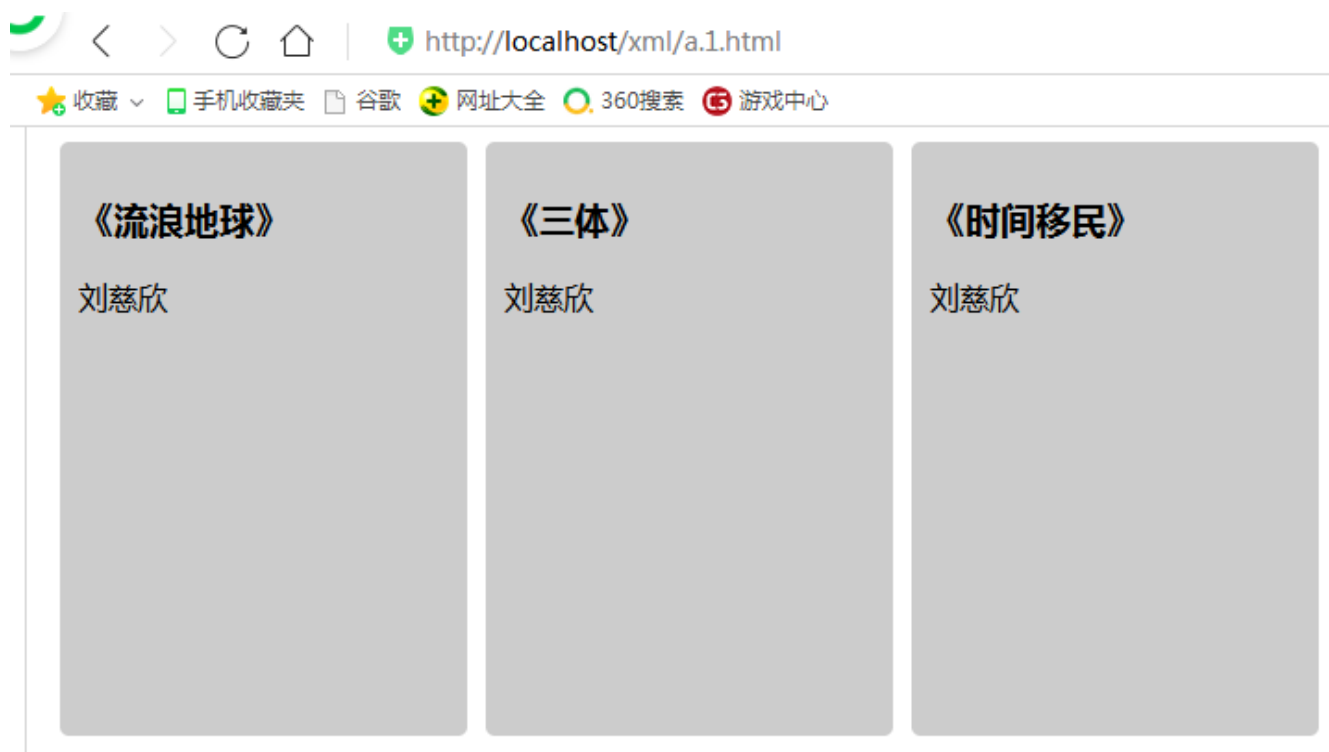 http://localhost/xml/a.1.html
收藏 手机收藏夹 谷歌 网址大全 360搜索 游戏中心
《流浪地球》 《三体》 《时间移民》
刘慈欣 刘慈欣 刘慈欣